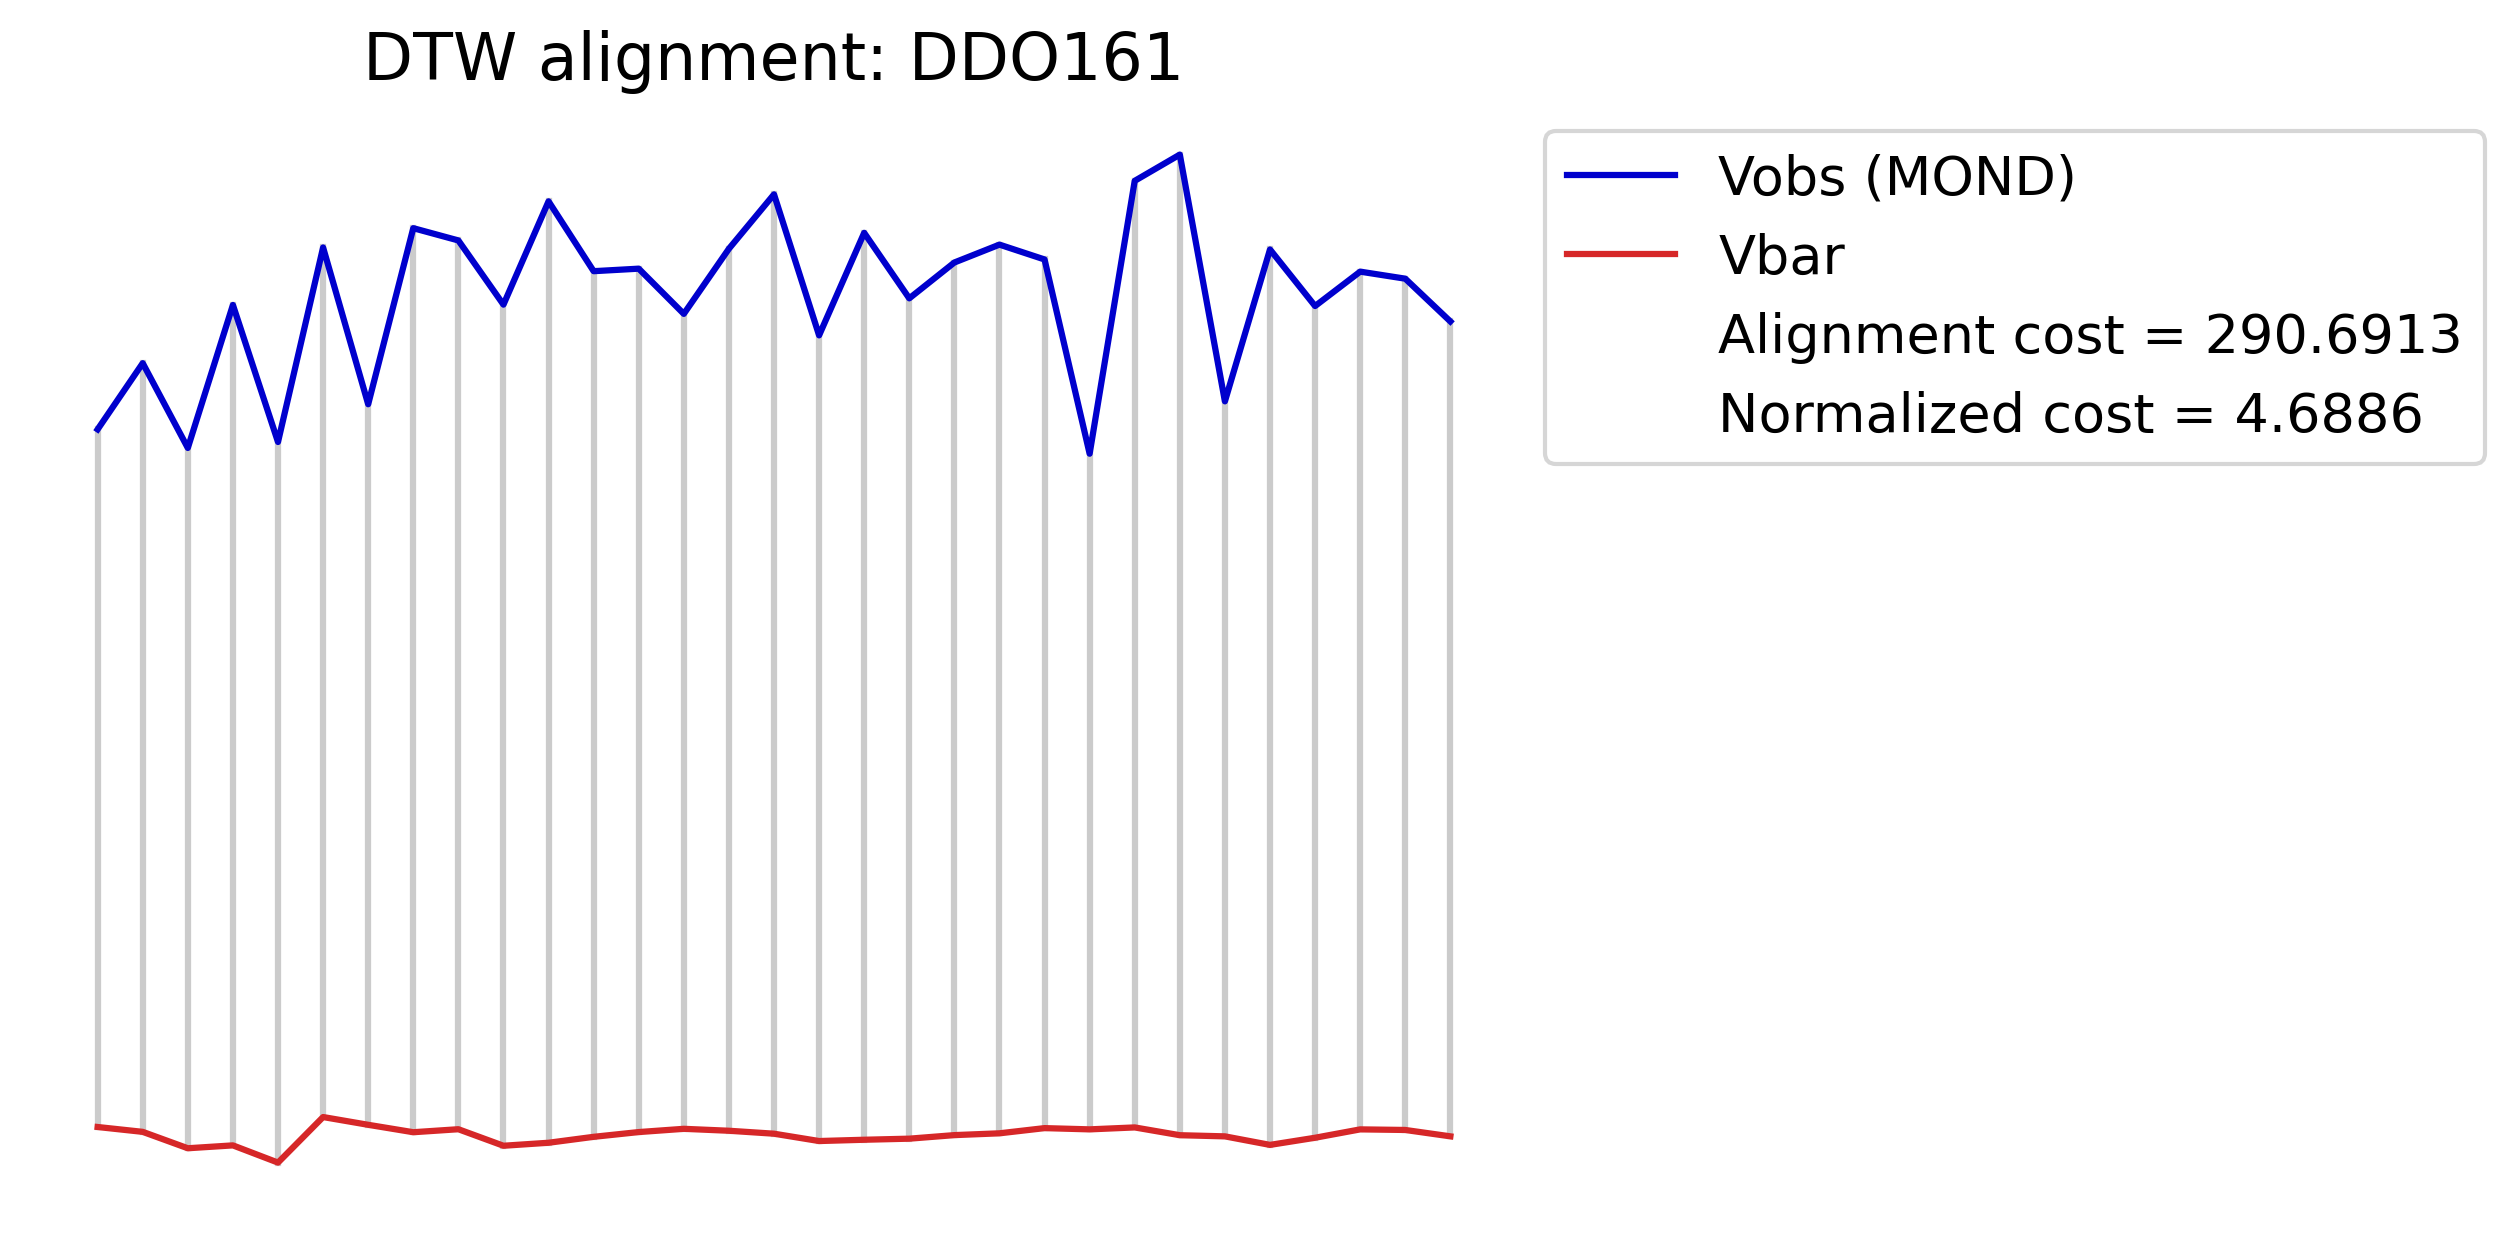 DTW alignment: DDO161
Vobs (MOND)
Vbar
Alignment cost = 290.6913
Normalized cost = 4.6886